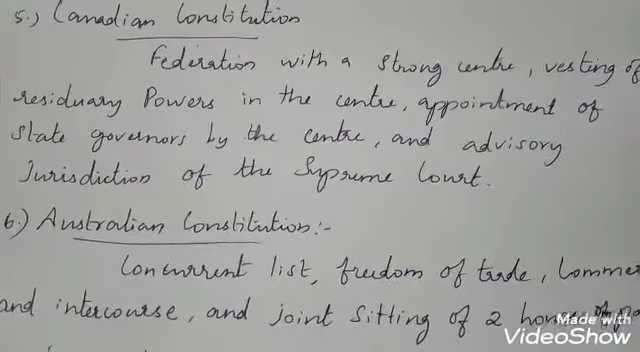 5.) Canadian Constitution
Federation with a strong centre, vesting of
residuary Powers in the centre, appointment of
state governors by the centre, and advisory
Jurisdiction of the Supreme Court.
6.) Australian Constitution:-
Concurrent list, freedom of trade,
and intercourse, and joint sitting of 2
Made with
VideoShow